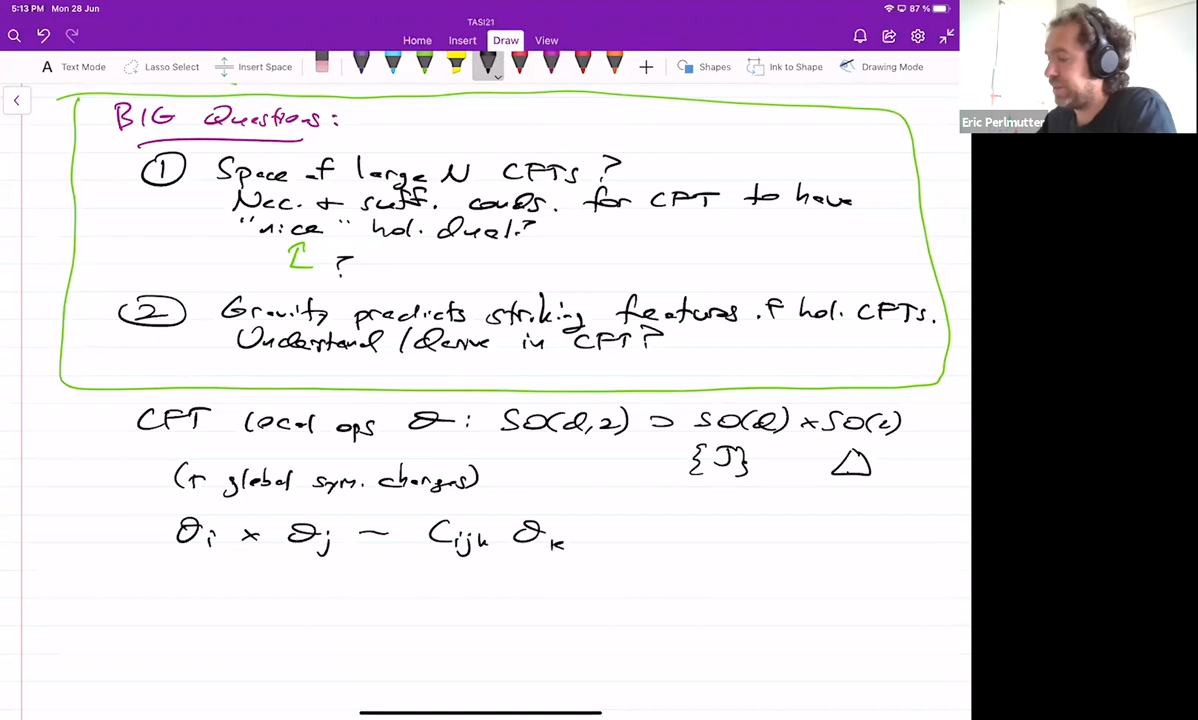 5:13 PM Mon 28 Jun
87 %
TASI21
Home Insert Draw View
A Text Mode Lasso Select Insert Space Shapes Ink to Shape Drawing Mode
Eric Perlmutter
BIG Questions:
① Space of large N CFTs?
Nec. + suff. conds. for CFT to have
"nice" hol. dual?
↑ ?
② Gravity predicts striking features of hol. CFTs.
Understand / derive in CFT?
CFT local ops O: SO(d,2) ⊃ SO(d) × SO(2)
{J} Δ
(+ global sym. charges)
O_i × O_j ~ C_ijk O_k